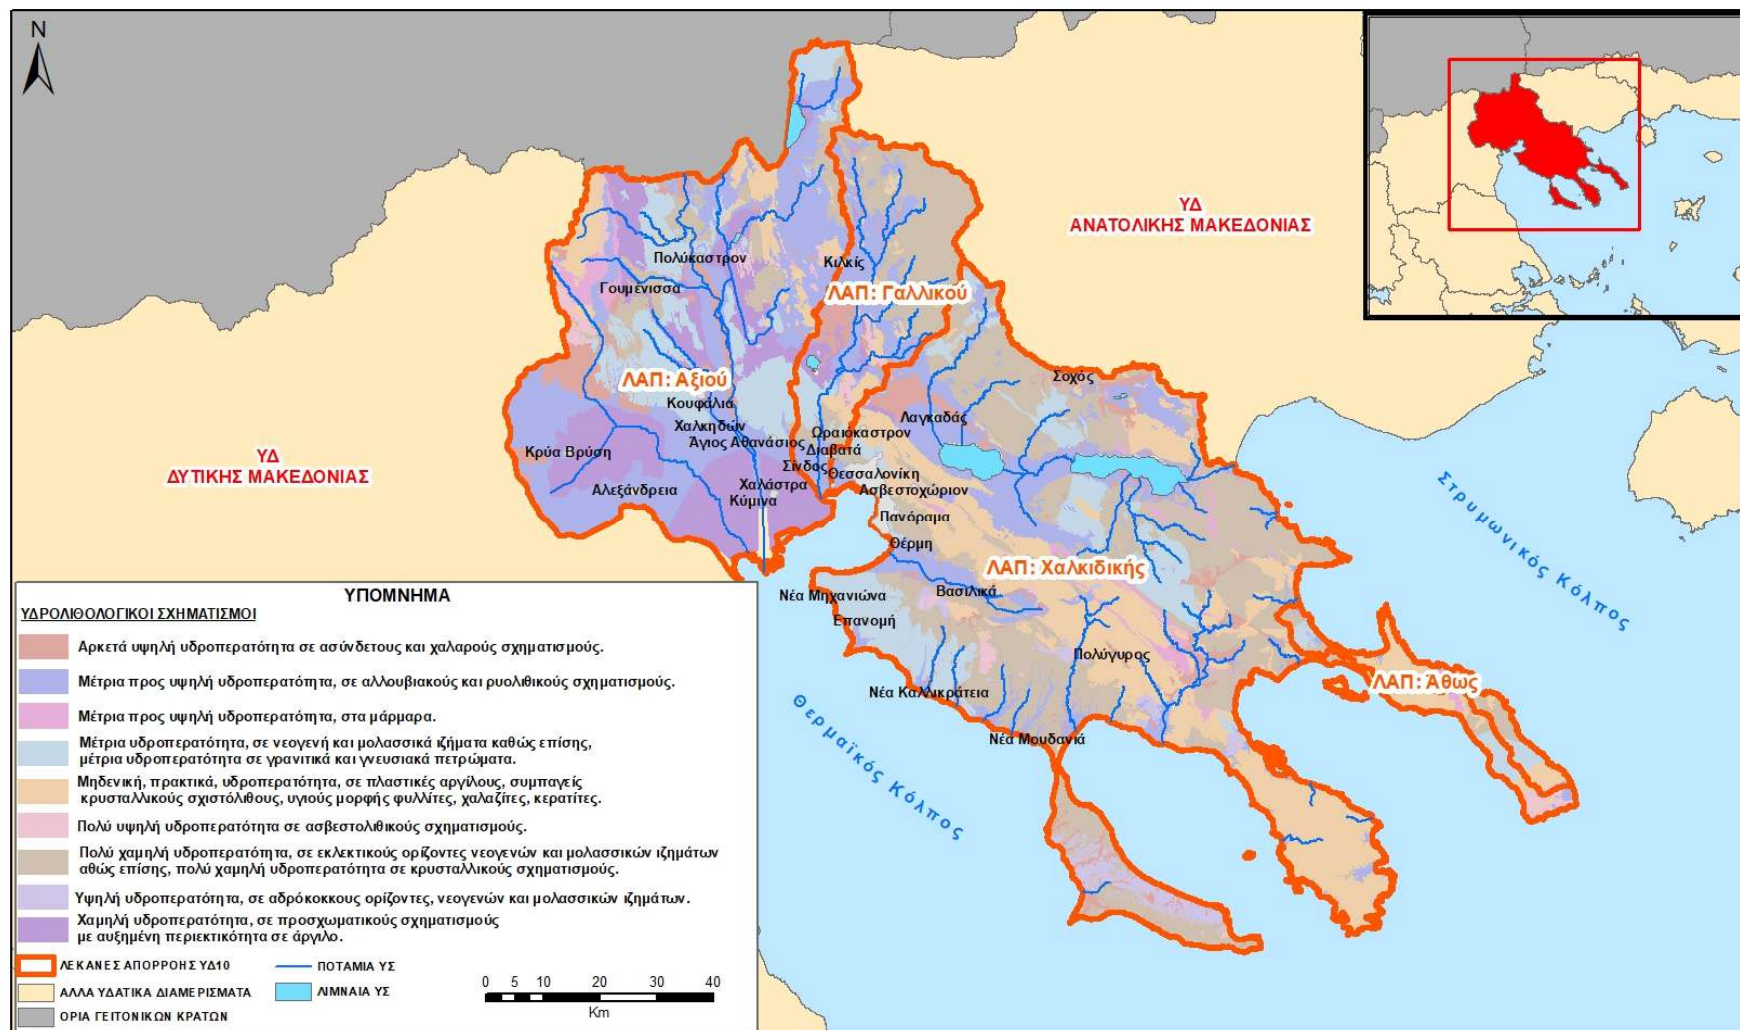 N
ΥΔ
ΑΝΑΤΟΛΙΚΗΣ ΜΑΚΕΔΟΝΙΑΣ
Πολύκαστρον
Κιλκίς
Γουμένισσα
ΛΑΠ: Γαλλικού
ΛΑΠ: Αξιού
Σοχός
Κουφάλια
Λαγκαδάς
Χαλκηδών
Ωραιόκαστρον
Άγιος Αθανάσιος
Διαβατά
Κρύα Βρύση
ΥΔ
ΔΥΤΙΚΗΣ ΜΑΚΕΔΟΝΙΑΣ
Σίνδος
Θεσσαλονίκη
Χαλάστρα
Αλεξάνδρεια
Ασβεστοχώριον
Κύμινα
Πανόραμα
Στρυμωνικός Κόλπος
Θέρμη
ΛΑΠ: Χαλκιδικής
Βασιλικά
Νέα Μηχανιώνα
Επανομή
Πολύγυρος
ΛΑΠ: Άθως
Νέα Καλλικράτεια
Νέα Μουδανιά
Θερμαϊκός Κόλπος
ΥΠΟΜΝΗΜΑ
ΥΔΡΟΛΙΘΟΛΟΓΙΚΟΙ ΣΧΗΜΑΤΙΣΜΟΙ
Αρκετά υψηλή υδροπερατότητα σε ασύνδετους και χαλαρούς σχηματισμούς.
Μέτρια προς υψηλή υδροπερατότητα, σε αλλουβιακούς και ρυολιθικούς σχηματισμούς.
Μέτρια προς υψηλή υδροπερατότητα, στα μάρμαρα.
Μέτρια υδροπερατότητα, σε νεογενή και μολασσικά ιζήματα καθώς επίσης,
μέτρια υδροπερατότητα σε γρανιτικά και γνευσιακά πετρώματα.
Μηδενική, πρακτικά, υδροπερατότητα, σε πλαστικές αργίλους, συμπαγείς
κρυσταλλικούς σχιστόλιθους, υγιούς μορφής φυλλίτες, χαλαζίτες, κερατίτες.
Πολύ υψηλή υδροπερατότητα σε ασβεστολιθικούς σχηματισμούς.
Πολύ χαμηλή υδροπερατότητα, σε εκλεκτικούς ορίζοντες νεογενών και μολασσικών ιζημάτων
αθώς επίσης, πολύ χαμηλή υδροπερατότητα σε κρυσταλλικούς σχηματισμούς.
Υψηλή υδροπερατότητα, σε αδρόκοκκους ορίζοντες, νεογενών και μολασσικών ιζημάτων.
Χαμηλή υδροπερατότητα, σε προσχωματικούς σχηματισμούς
με αυξημένη περιεκτικότητα σε άργιλο.
ΛΕΚΑΝΕΣ ΑΠΟΡΡΟΗΣ ΥΔ10
ΠΟΤΑΜΙΑ ΥΣ
ΑΛΛΑ ΥΔΑΤΙΚΑ ΔΙΑΜΕΡΙΣΜΑΤΑ
ΛΙΜΝΑΙΑ ΥΣ
ΟΡΙΑ ΓΕΙΤΟΝΙΚΩΝ ΚΡΑΤΩΝ
0 5 10 20 30 40
Km